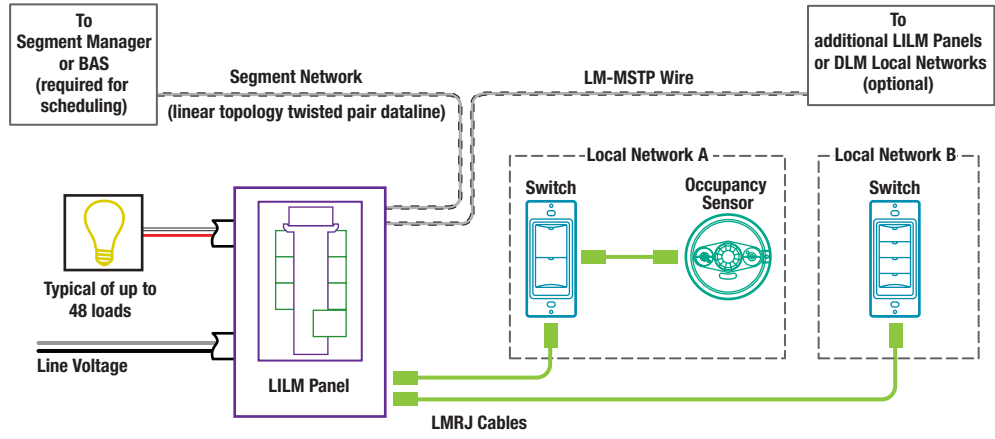 To
Segment Manager
or BAS
(required for
scheduling)
Segment Network
(linear topology twisted pair dataline)
LM-MSTP Wire
To
additional LILM Panels
or DLM Local Networks
(optional)
Local Network A
Switch
Occupancy
Sensor
Local Network B
Switch
Typical of up to
48 loads
Line Voltage
LILM Panel
LMRJ Cables